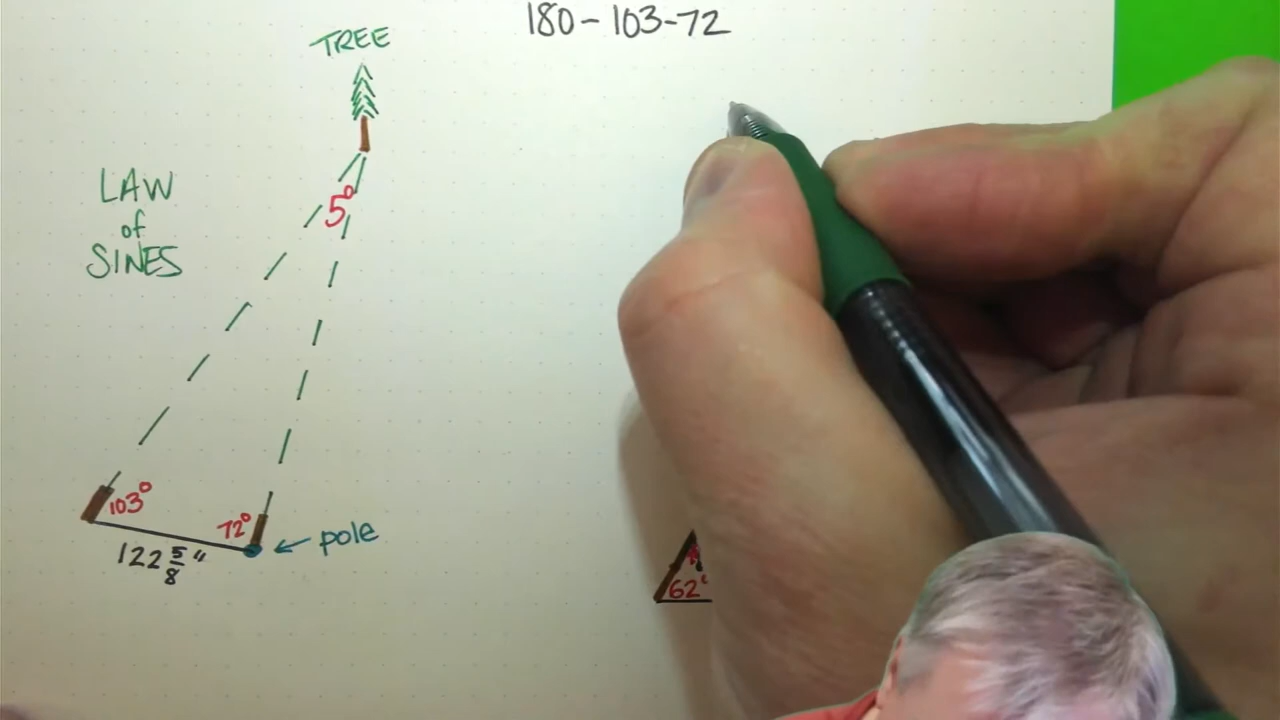 180 - 103 - 72
TREE
5°
LAW
of
SINES
103°
72°
122 5/8 "
← pole
62°